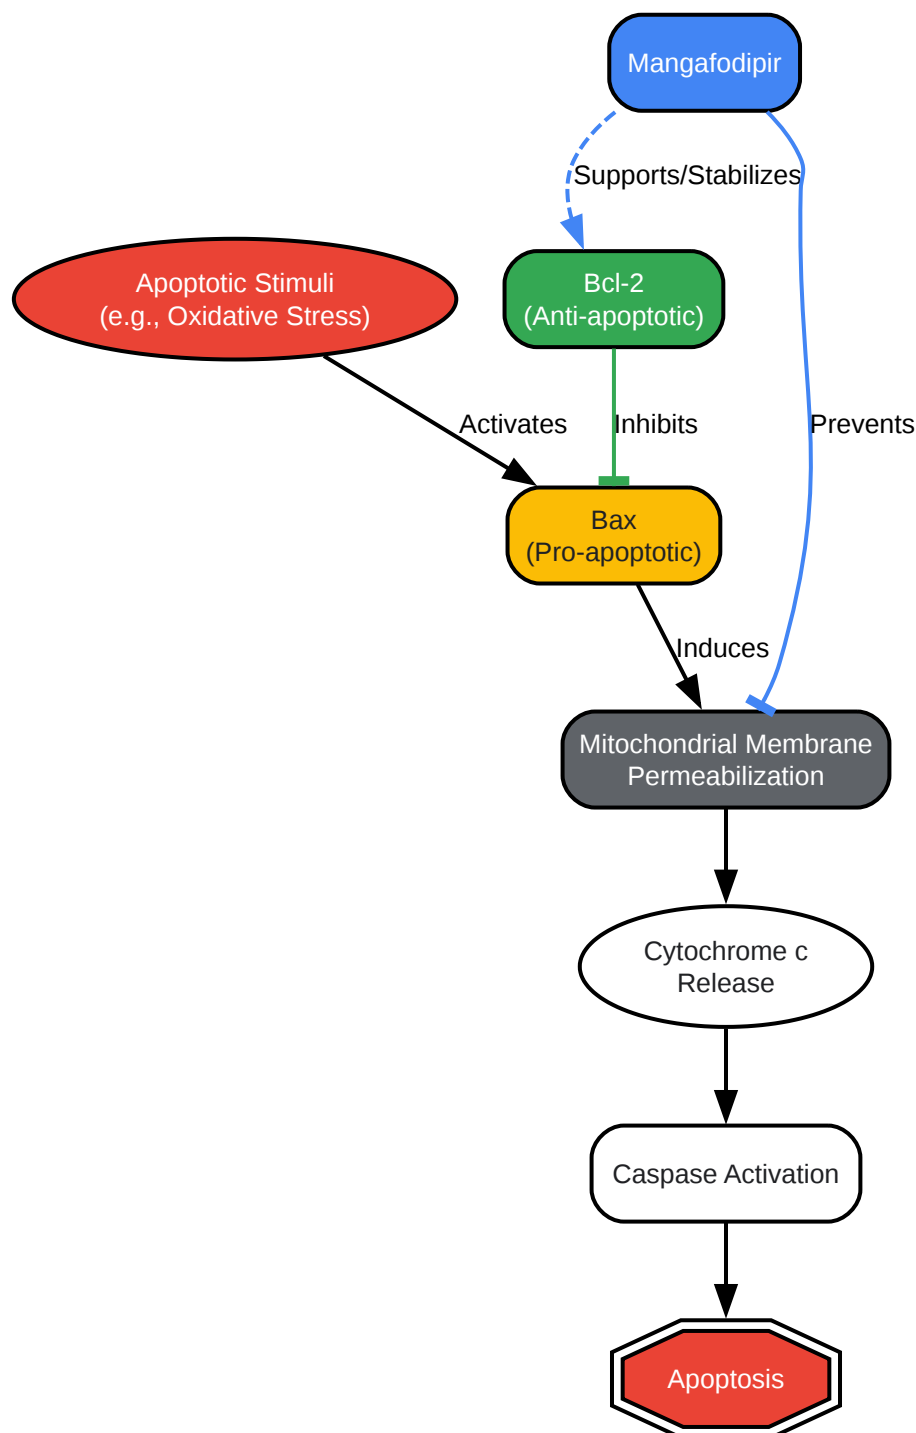 Mangafodipir
Supports/Stabilizes
Apoptotic Stimuli
(e.g., Oxidative Stress)
Bcl-2
(Anti-apoptotic)
Activates
Inhibits
Prevents
Bax
(Pro-apoptotic)
Induces
Mitochondrial Membrane
Permeabilization
Cytochrome c
Release
Caspase Activation
Apoptosis